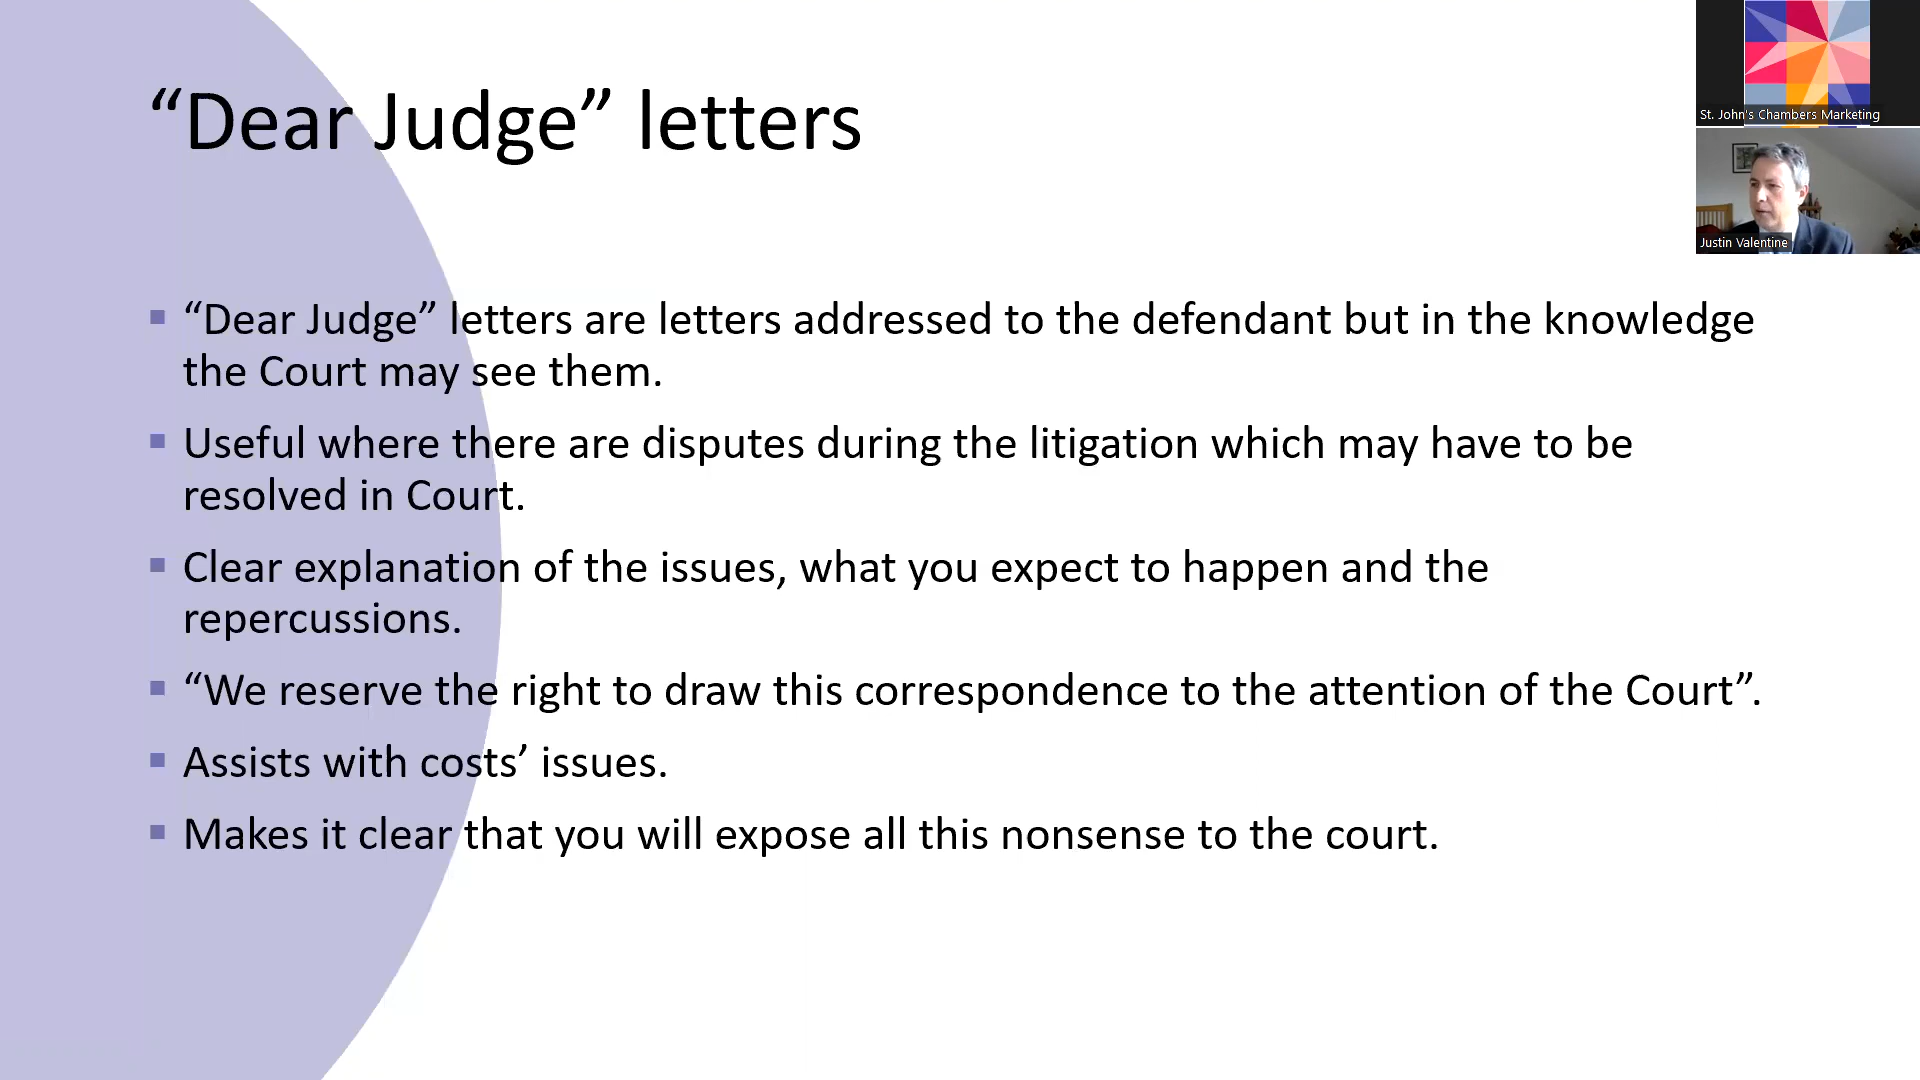 “Dear Judge” letters
St. John's Chambers Marketing
Justin Valentine
“Dear Judge” letters are letters addressed to the defendant but in the knowledge
the Court may see them.
Useful where there are disputes during the litigation which may have to be
resolved in Court.
Clear explanation of the issues, what you expect to happen and the
repercussions.
“We reserve the right to draw this correspondence to the attention of the Court”.
Assists with costs’ issues.
Makes it clear that you will expose all this nonsense to the court.